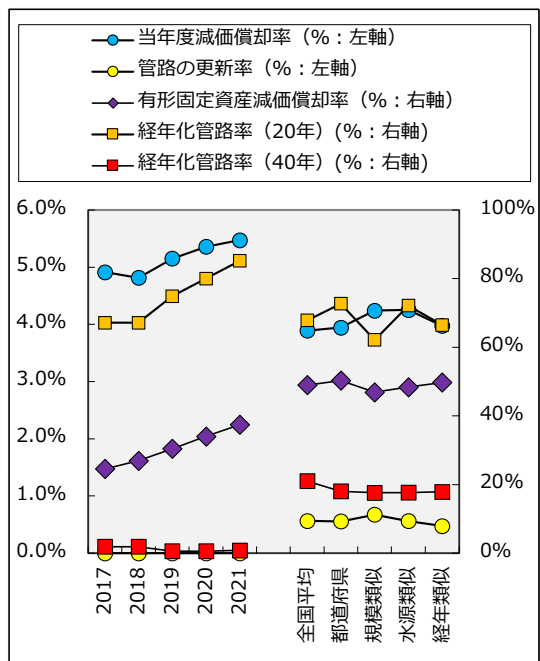 当年度減価償却率（%：左軸）
管路の更新率（%：左軸）
有形固定資産減価償却率（%：右軸）
経年化管路率（20年）(%：右軸)
経年化管路率（40年）(%：右軸)
6.0%
5.0%
4.0%
3.0%
2.0%
1.0%
0.0%
100%
80%
60%
40%
20%
0%
2017
2018
2019
2020
2021
全国平均
都道府県
規模類似
水源類似
経年類似